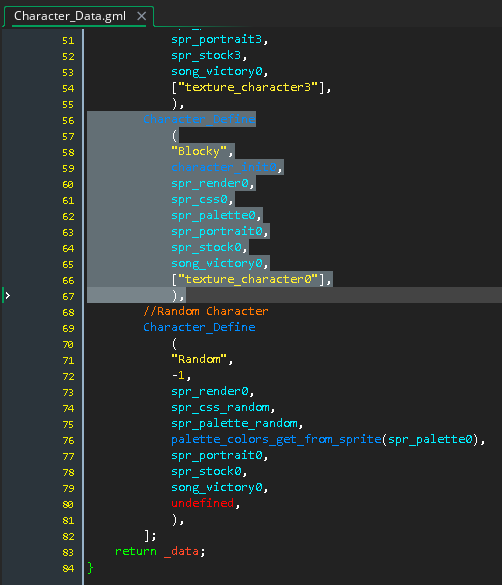 Character_Data.gml
51 spr_portrait3,
52 spr_stock3,
53 song_victory0,
54 ["texture_character3"],
55 ),
56 Character_Define
57 (
58 "Blocky",
59 character_init0,
60 spr_render0,
61 spr_css0,
62 spr_palette0,
63 spr_portrait0,
64 spr_stock0,
65 song_victory0,
66 ["texture_character0"],
67 ),
68 //Random Character
69 Character_Define
70 (
71 "Random",
72 -1,
73 spr_render0,
74 spr_css_random,
75 spr_palette_random,
76 palette_colors_get_from_sprite(spr_palette0),
77 spr_portrait0,
78 spr_stock0,
79 song_victory0,
80 undefined,
81 ),
82 ];
83 return _data;
84 }